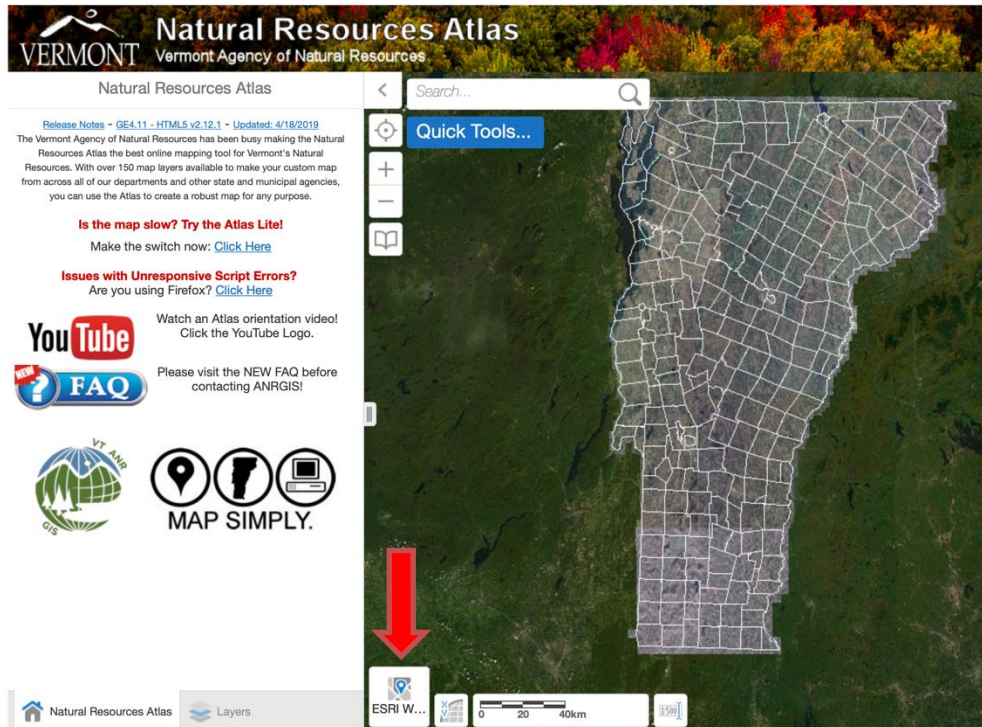 VERMONT
Natural Resources Atlas
Vermont Agency of Natural Resources
Natural Resources Atlas
Release Notes - GE4.11 - HTML5 v2.12.1 - Updated: 4/18/2019
The Vermont Agency of Natural Resources has been busy making the Natural
Resources Atlas the best online mapping tool for Vermont's Natural
Resources. With over 150 map layers available to make your custom map
from across all of our departments and other state and municipal agencies,
you can use the Atlas to create a robust map for any purpose.
Is the map slow? Try the Atlas Lite!
Make the switch now: Click Here
Issues with Unresponsive Script Errors?
Are you using Firefox? Click Here
YouTube
Watch an Atlas orientation video!
Click the YouTube Logo.
NEW
? FAQ
Please visit the NEW FAQ before
contacting ANRGIS!
VT ANR
GIS
MAP SIMPLY.
Natural Resources Atlas
Layers
Search...
Quick Tools...
+
−
ESRI W...
X
Y
0 20 40km
1:500